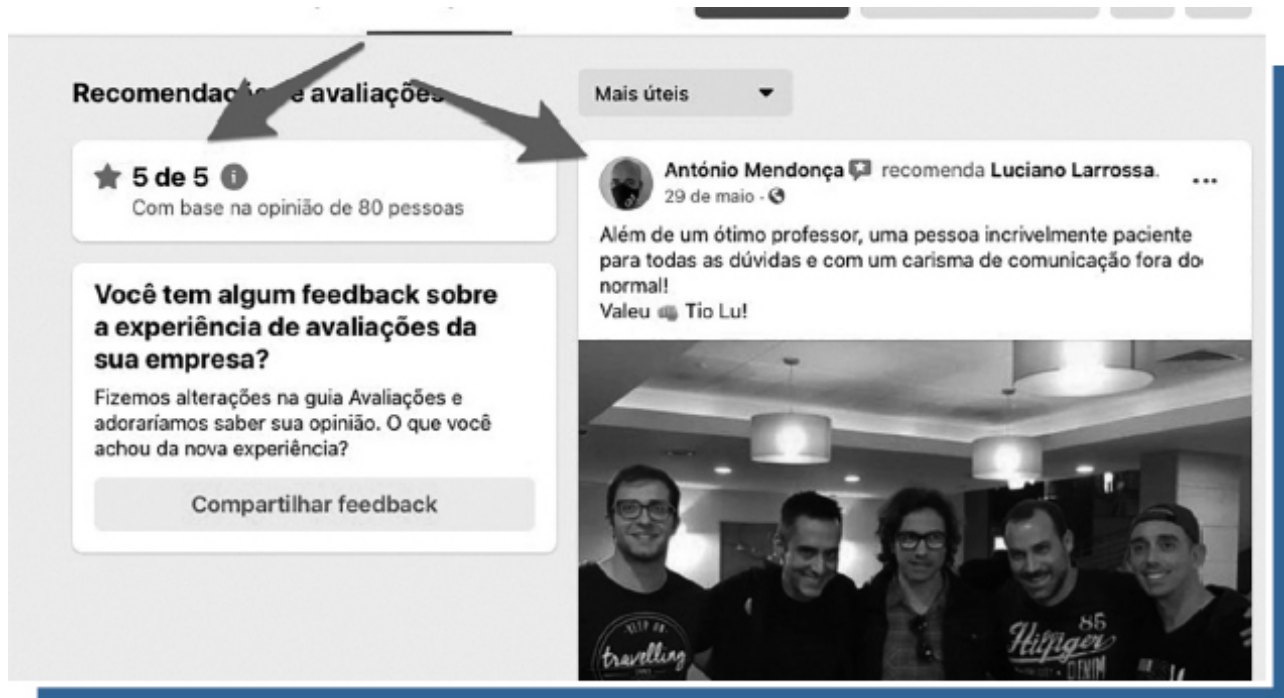 Recomendações e avaliações
Mais úteis
5 de 5
Com base na opinião de 80 pessoas
Você tem algum feedback sobre
a experiência de avaliações da
sua empresa?
Fizemos alterações na guia Avaliações e
adoraríamos saber sua opinião. O que você
achou da nova experiência?
Compartilhar feedback
António Mendonça recomenda Luciano Larrossa.
29 de maio ·
Além de um ótimo professor, uma pessoa incrivelmente paciente
para todas as dúvidas e com um carisma de comunicação fora do
normal!
Valeu 👊 Tio Lu!
KEEP ON
travelling
85
Hilfiger
DENIM